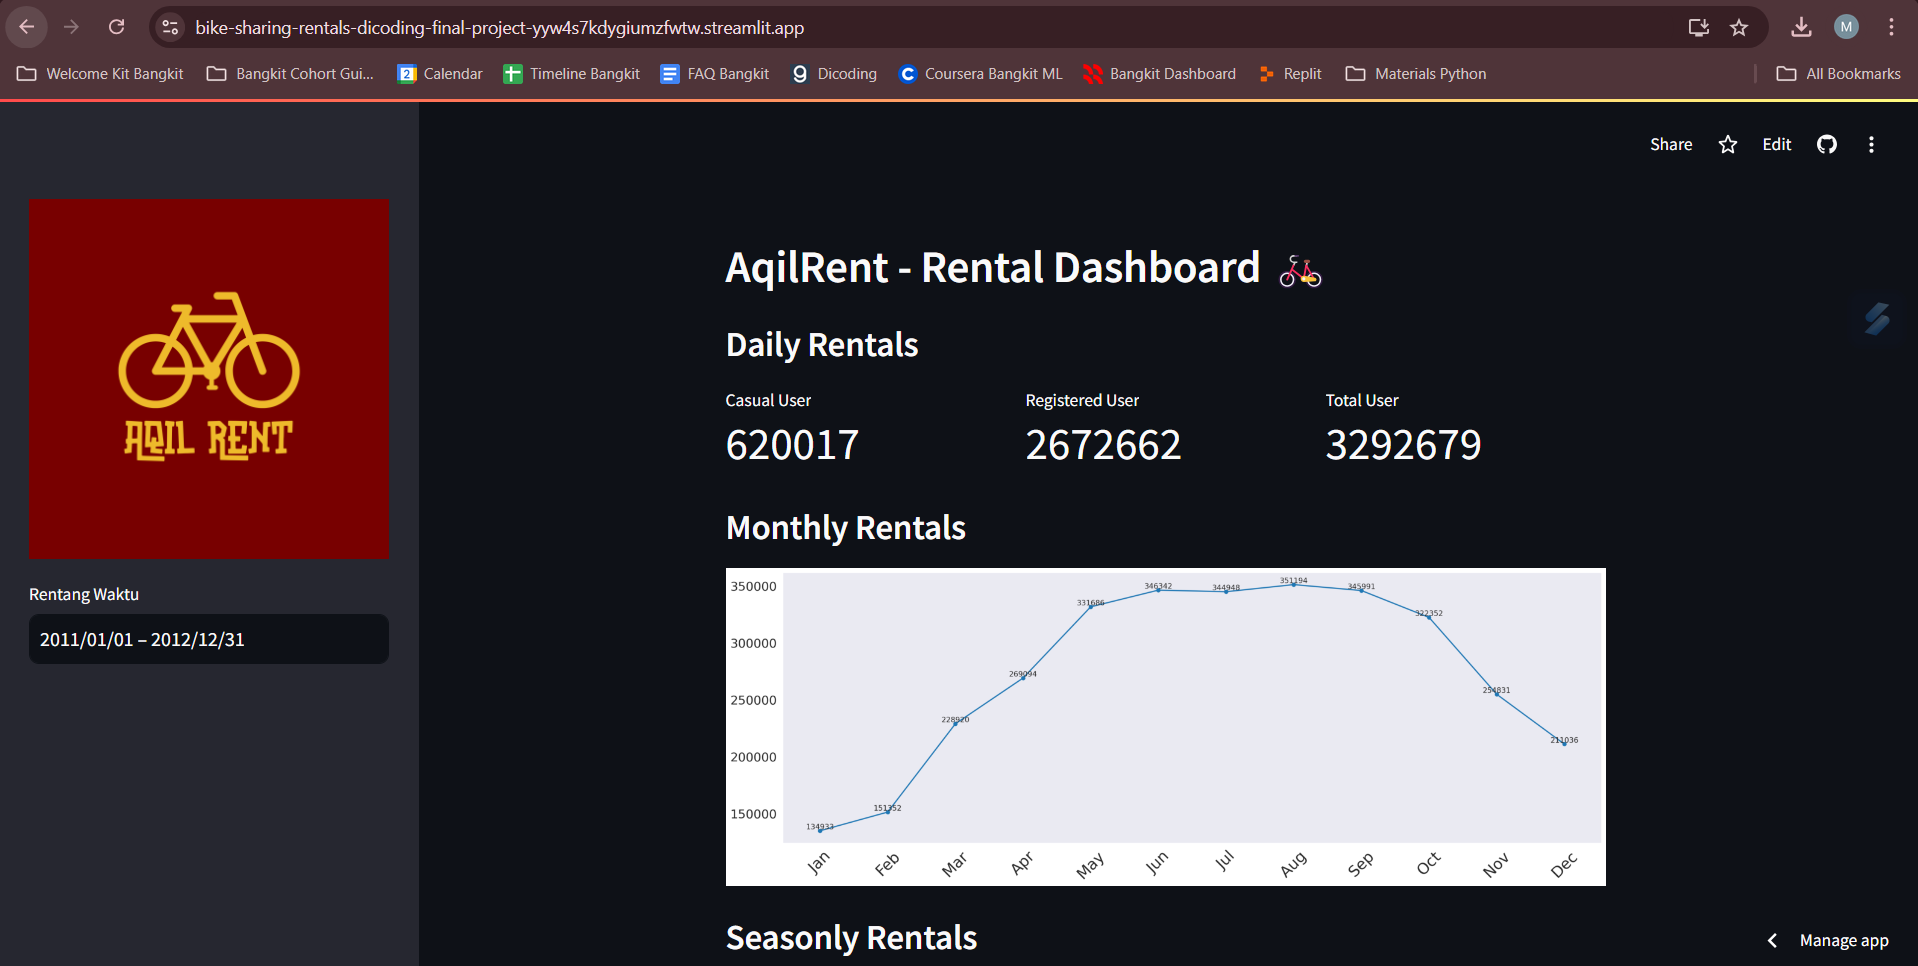 bike-sharing-rentals-dicoding-final-project-yyw4s7kdygiumzfwtw.streamlit.app
M
Welcome Kit Bangkit
Bangkit Cohort Gui...
Calendar
Timeline Bangkit
FAQ Bangkit
Dicoding
Coursera Bangkit ML
Bangkit Dashboard
Replit
Materials Python
All Bookmarks
Share
Edit
AQIL RENT
Rentang Waktu
2011/01/01 – 2012/12/31
AqilRent - Rental Dashboard
Daily Rentals
Casual User
Registered User
Total User
620017
2672662
3292679
Monthly Rentals
350000
300000
250000
200000
150000
134933
151352
228920
269094
331686
346342
344948
351194
345991
322352
254831
211036
Jan
Feb
Mar
Apr
May
Jun
Jul
Aug
Sep
Oct
Nov
Dec
Seasonly Rentals
Manage app